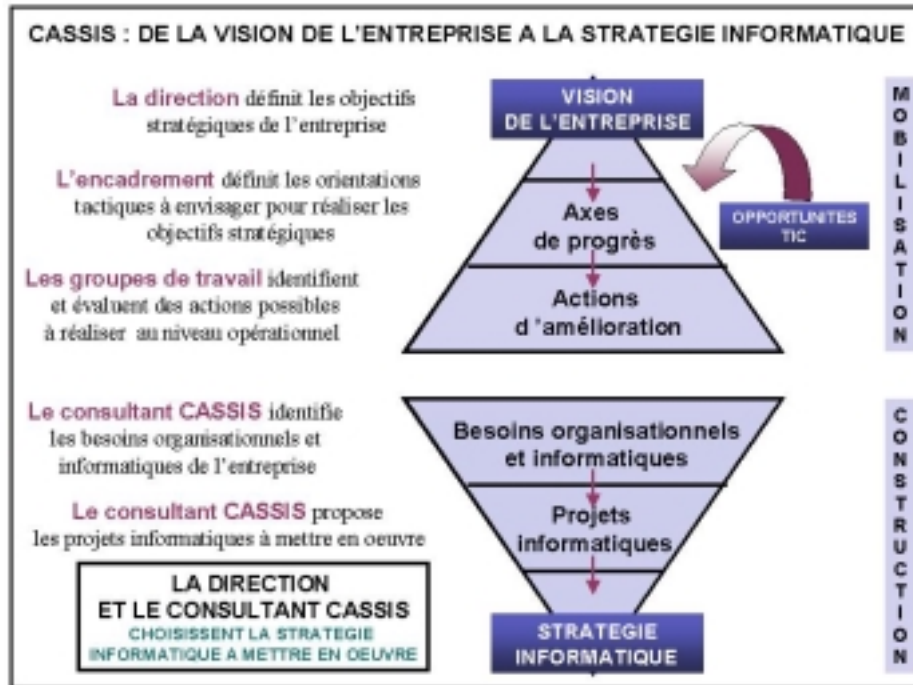 CASSIS : DE LA VISION DE L'ENTREPRISE A LA STRATEGIE INFORMATIQUE
La direction définit les objectifs
stratégiques de l'entreprise
VISION
DE L'ENTREPRISE
L'encadrement définit les orientations
tactiques à envisager pour réaliser les
objectifs stratégiques
Axes
de progrès
OPPORTUNITES
TIC
Les groupes de travail identifient
et évaluent des actions possibles
à réaliser au niveau opérationnel
Actions
d 'amélioration
MOBILISATION
Le consultant CASSIS identifie
les besoins organisationnels et
informatiques de l'entreprise
Besoins organisationnels
et informatiques
Le consultant CASSIS propose
les projets informatiques à mettre en oeuvre
Projets
informatiques
LA DIRECTION
ET LE CONSULTANT CASSIS
CHOISISSENT LA STRATEGIE
INFORMATIQUE A METTRE EN OEUVRE
STRATEGIE
INFORMATIQUE
CONSTRUCTION